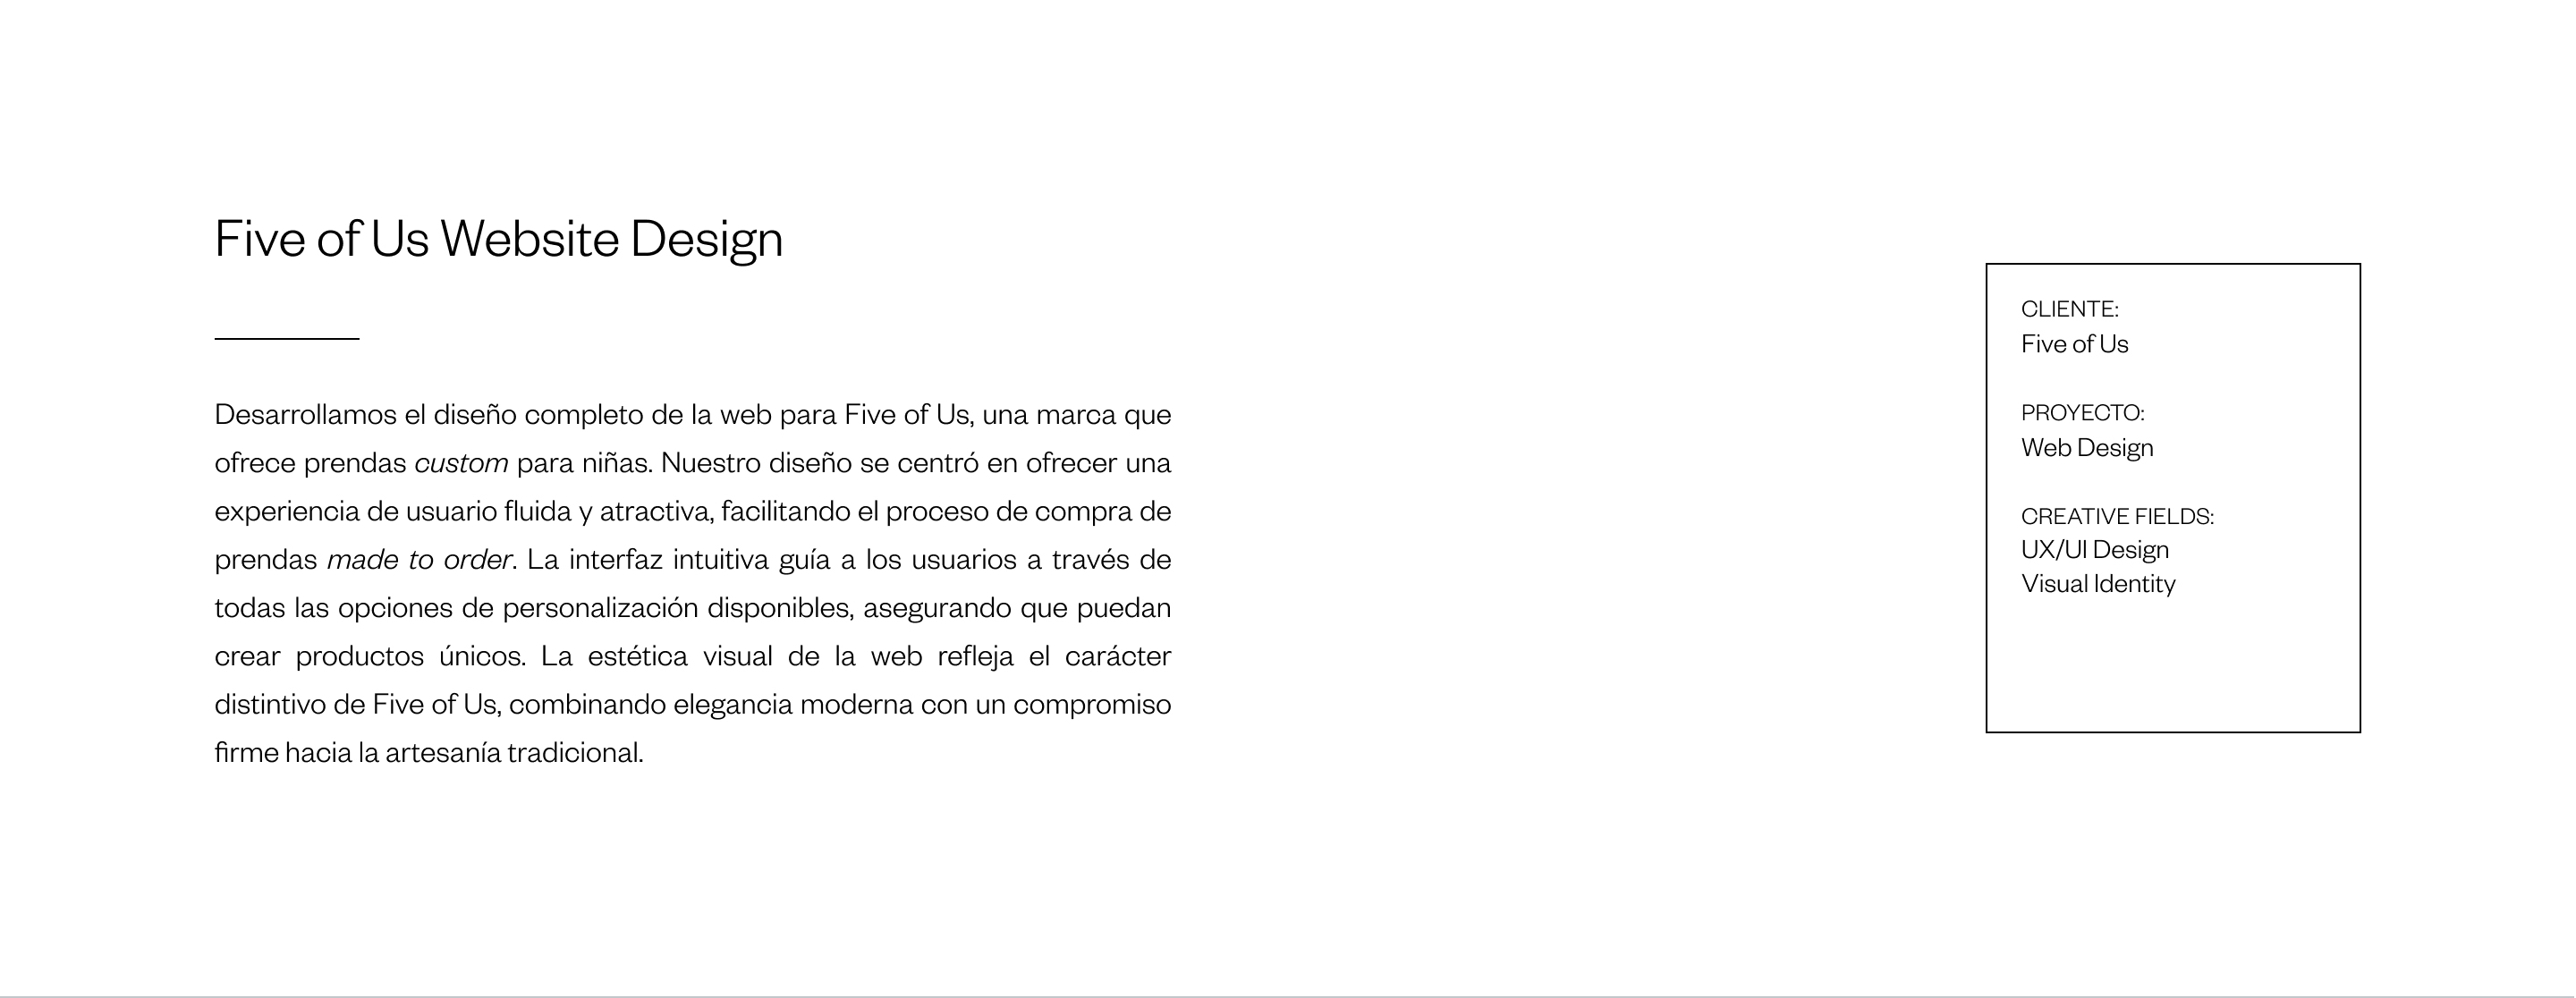 Five of Us Website Design
Desarrollamos el diseño completo de la web para Five of Us, una marca que
ofrece prendas custom para niñas. Nuestro diseño se centró en ofrecer una
experiencia de usuario fluida y atractiva, facilitando el proceso de compra de
prendas made to order. La interfaz intuitiva guía a los usuarios a través de
todas las opciones de personalización disponibles, asegurando que puedan
crear productos únicos. La estética visual de la web refleja el carácter
distintivo de Five of Us, combinando elegancia moderna con un compromiso
firme hacia la artesanía tradicional.
CLIENTE:
Five of Us
PROYECTO:
Web Design
CREATIVE FIELDS:
UX/UI Design
Visual Identity